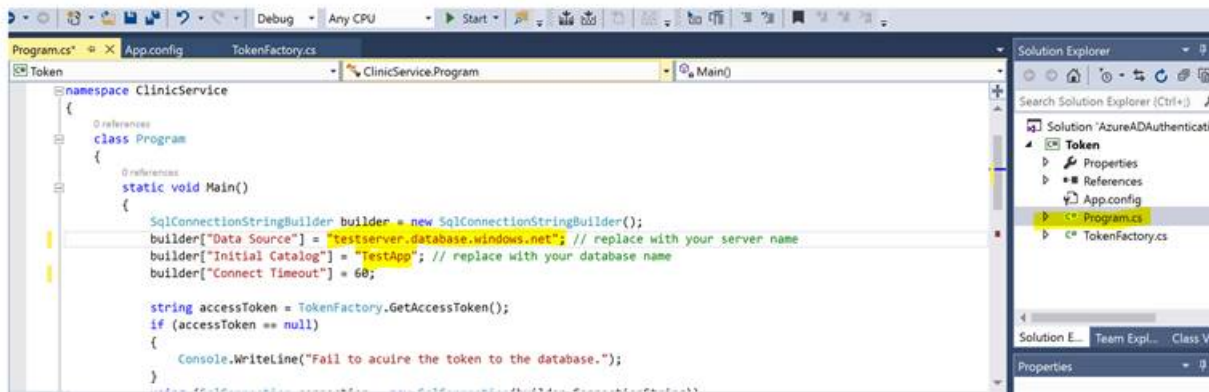 Debug Any CPU Start
Program.cs* App.config TokenFactory.cs
Token ClinicService.Program Main()
namespace ClinicService
{
0 references
class Program
{
0 references
static void Main()
{
SqlConnectionStringBuilder builder = new SqlConnectionStringBuilder();
builder["Data Source"] = "testserver.database.windows.net"; // replace with your server name
builder["Initial Catalog"] = "TestApp"; // replace with your database name
builder["Connect Timeout"] = 60;
string accessToken = TokenFactory.GetAccessToken();
if (accessToken == null)
{
Console.WriteLine("Fail to acuire the token to the database.");
}
Solution Explorer
Search Solution Explorer (Ctrl+;)
Solution 'AzureADAuthenticati
Token
Properties
References
App.config
Program.cs
TokenFactory.cs
Solution E... Team Expl... Class V
Properties